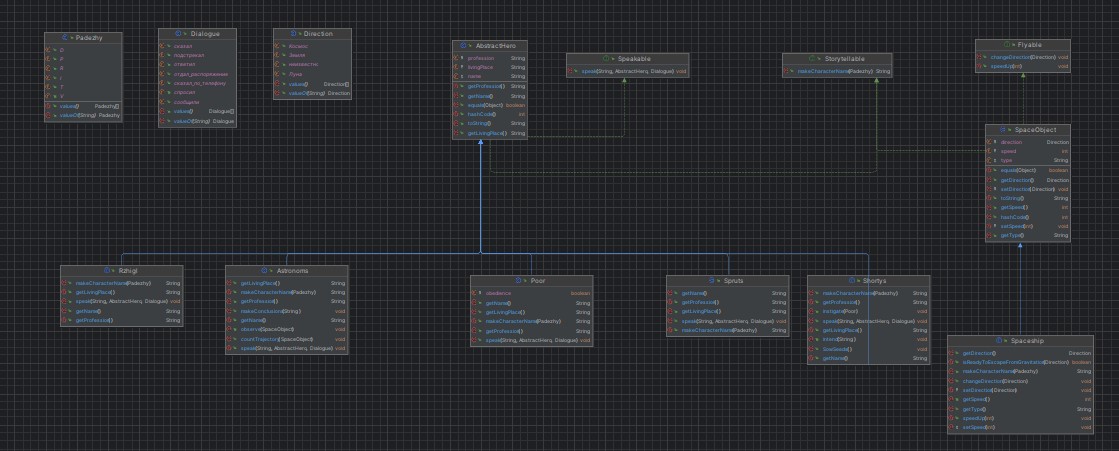 Padezhy
D
P
R
I
T
V
values() Padezhy[]
valueOf(String) Padezhy
Dialogue
сказал
подстрекал
ответил
отдал_распоряжение
сказал_по_телефону
спросил
сообщили
values() Dialogue[]
valueOf(String) Dialogue
Direction
Космос
Земля
неизвестно
Луна
values() Direction[]
valueOf(String) Direction
AbstractHero
profession String
livingPlace String
name String
getProfession() String
getName() String
equals(Object) boolean
hashCode() int
toString() String
getLivingPlace() String
Speakable
speak(String, AbstractHero, Dialogue) void
Storytellable
makeCharacterName(Padezhy) String
Flyable
changeDirection(Direction) void
speedUp(int) void
SpaceObject
direction Direction
speed int
type String
equals(Object) boolean
getDirection() Direction
setDirection(Direction) void
toString() String
getSpeed() int
hashCode() int
setSpeed(int) void
getType() String
Rzhigl
makeCharacterName(Padezhy) String
getLivingPlace() String
speak(String, AbstractHero, Dialogue) void
getName() String
getProfession() String
Astronoms
getLivingPlace() String
makeCharacterName(Padezhy) String
getProfession() String
makeConclusions(String) void
getName() String
observe(SpaceObject) void
countTrajectory(SpaceObject) void
speak(String, AbstractHero, Dialogue) void
Poor
obedience boolean
getName() String
getLivingPlace() String
makeCharacterName(Padezhy) String
getProfession() String
speak(String, AbstractHero, Dialogue) void
Spruts
getName() String
getProfession() String
getLivingPlace() String
speak(String, AbstractHero, Dialogue) void
makeCharacterName(Padezhy) String
Shortys
makeCharacterName(Padezhy) String
getProfession() String
instigate(Poor) void
speak(String, AbstractHero, Dialogue) void
getLivingPlace() String
intend(String) void
SowSeeds() void
getName() String
Spaceship
getDirection() Direction
isReadyToEscapeFromGravitation(Direction) boolean
makeCharacterName(Padezhy) String
changeDirection(Direction) void
setDirection(Direction) void
getSpeed() int
getType() String
speedUp(int) void
setSpeed(int) void